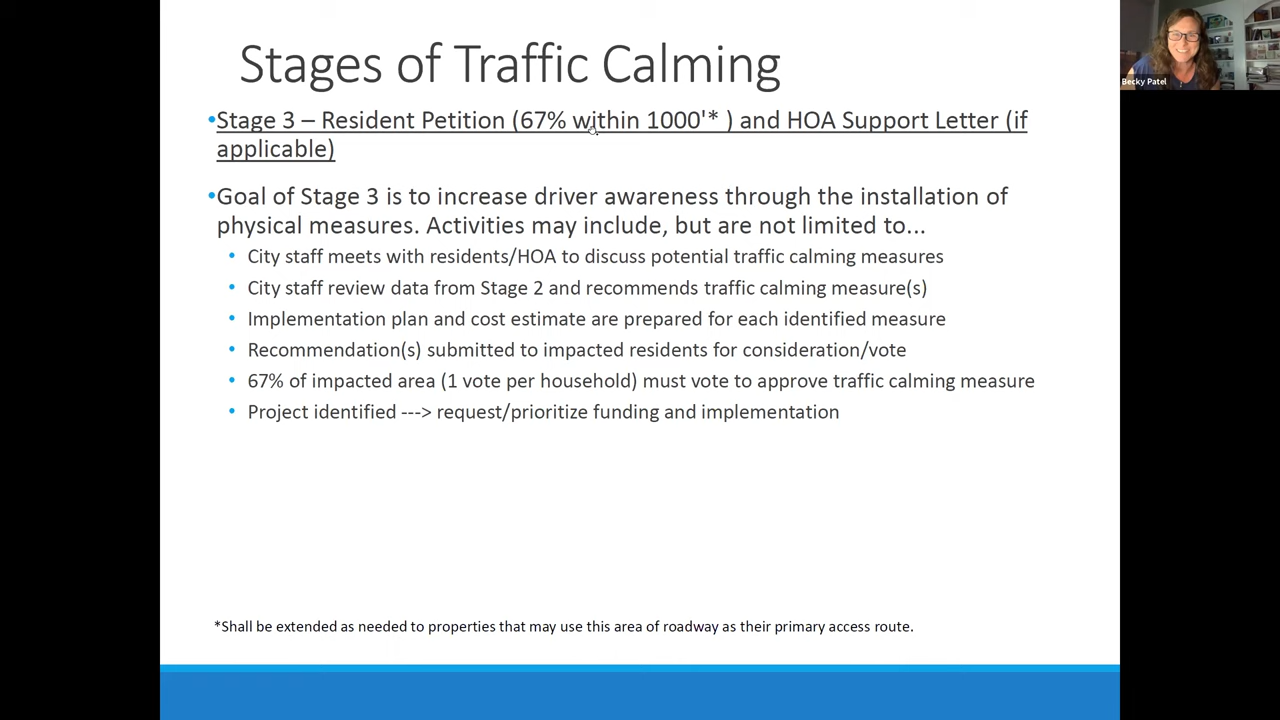 Stages of Traffic Calming
•Stage 3 – Resident Petition (67% within 1000'* ) and HOA Support Letter (if
applicable)
•Goal of Stage 3 is to increase driver awareness through the installation of
physical measures. Activities may include, but are not limited to...
• City staff meets with residents/HOA to discuss potential traffic calming measures
• City staff review data from Stage 2 and recommends traffic calming measure(s)
• Implementation plan and cost estimate are prepared for each identified measure
• Recommendation(s) submitted to impacted residents for consideration/vote
• 67% of impacted area (1 vote per household) must vote to approve traffic calming measure
• Project identified ---> request/prioritize funding and implementation
*Shall be extended as needed to properties that may use this area of roadway as their primary access route.
Becky Patel